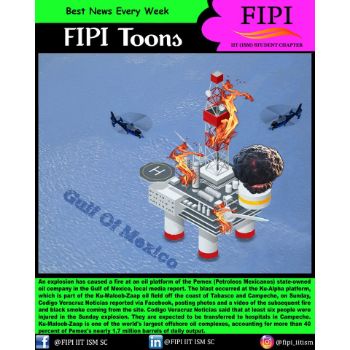 Best News Every Week
FIPI
FIPI Toons
IIT (ISM) STUDENT CHAPTER
H
Gulf Of Mexico
An explosion has caused a fire at an oil platform of the Pemex (Petroleos Mexicanas) state-owned
oil company in the Gulf of Mexico, local media report. The blast occurred at the Ku-Alpha platform,
which is part of the Ku-Maloob-Zaap oil field off the coast of Tabasco and Campeche, on Sunday,
Codigo Veracruz Noticias reported via Facebook, posting photos and a video of the subsequent fire
and black smoke coming from the site. Codigo Veracruz Noticias said that at least six people were
injured in the Sunday explosion. They are expected to be transferred to hospitals in Campeche.
Ku-Maloob-Zaap is one of the world's largest offshore oil complexes, accounting for more than 40
percent of Pemex's nearly 1.7 million barrels of daily output.
@FIPI IIT ISM SC
@FIPI IIT ISM SC
@fipi_iitism